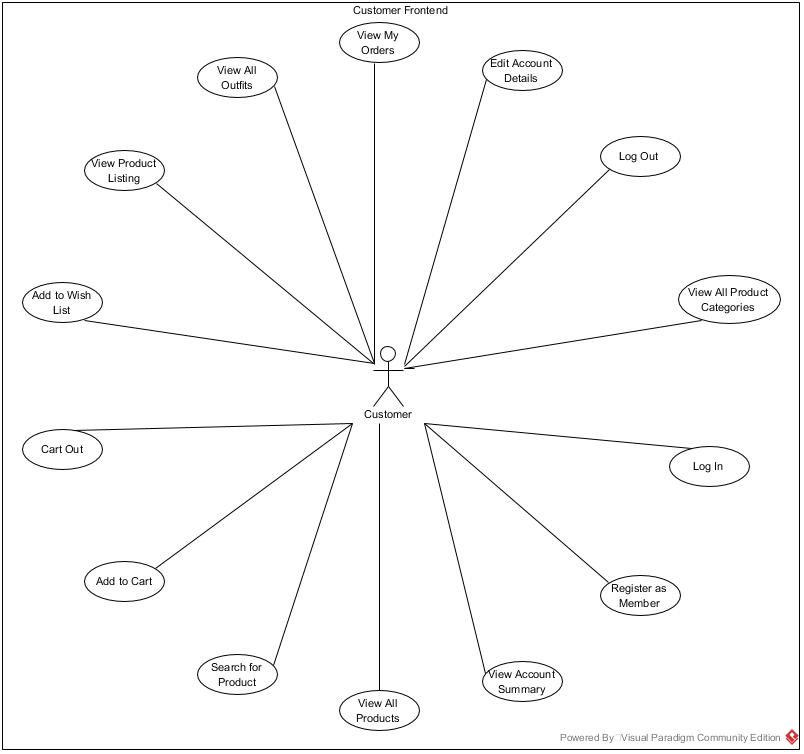 Customer Frontend
View My
Orders
Edit Account
Details
View All
Outfits
Log Out
View Product
Listing
View All Product
Categories
Add to Wish
List
Customer
Cart Out
Log In
Add to Cart
Register as
Member
Search for
Product
View Account
Summary
View All
Products
Powered By Visual Paradigm Community Edition